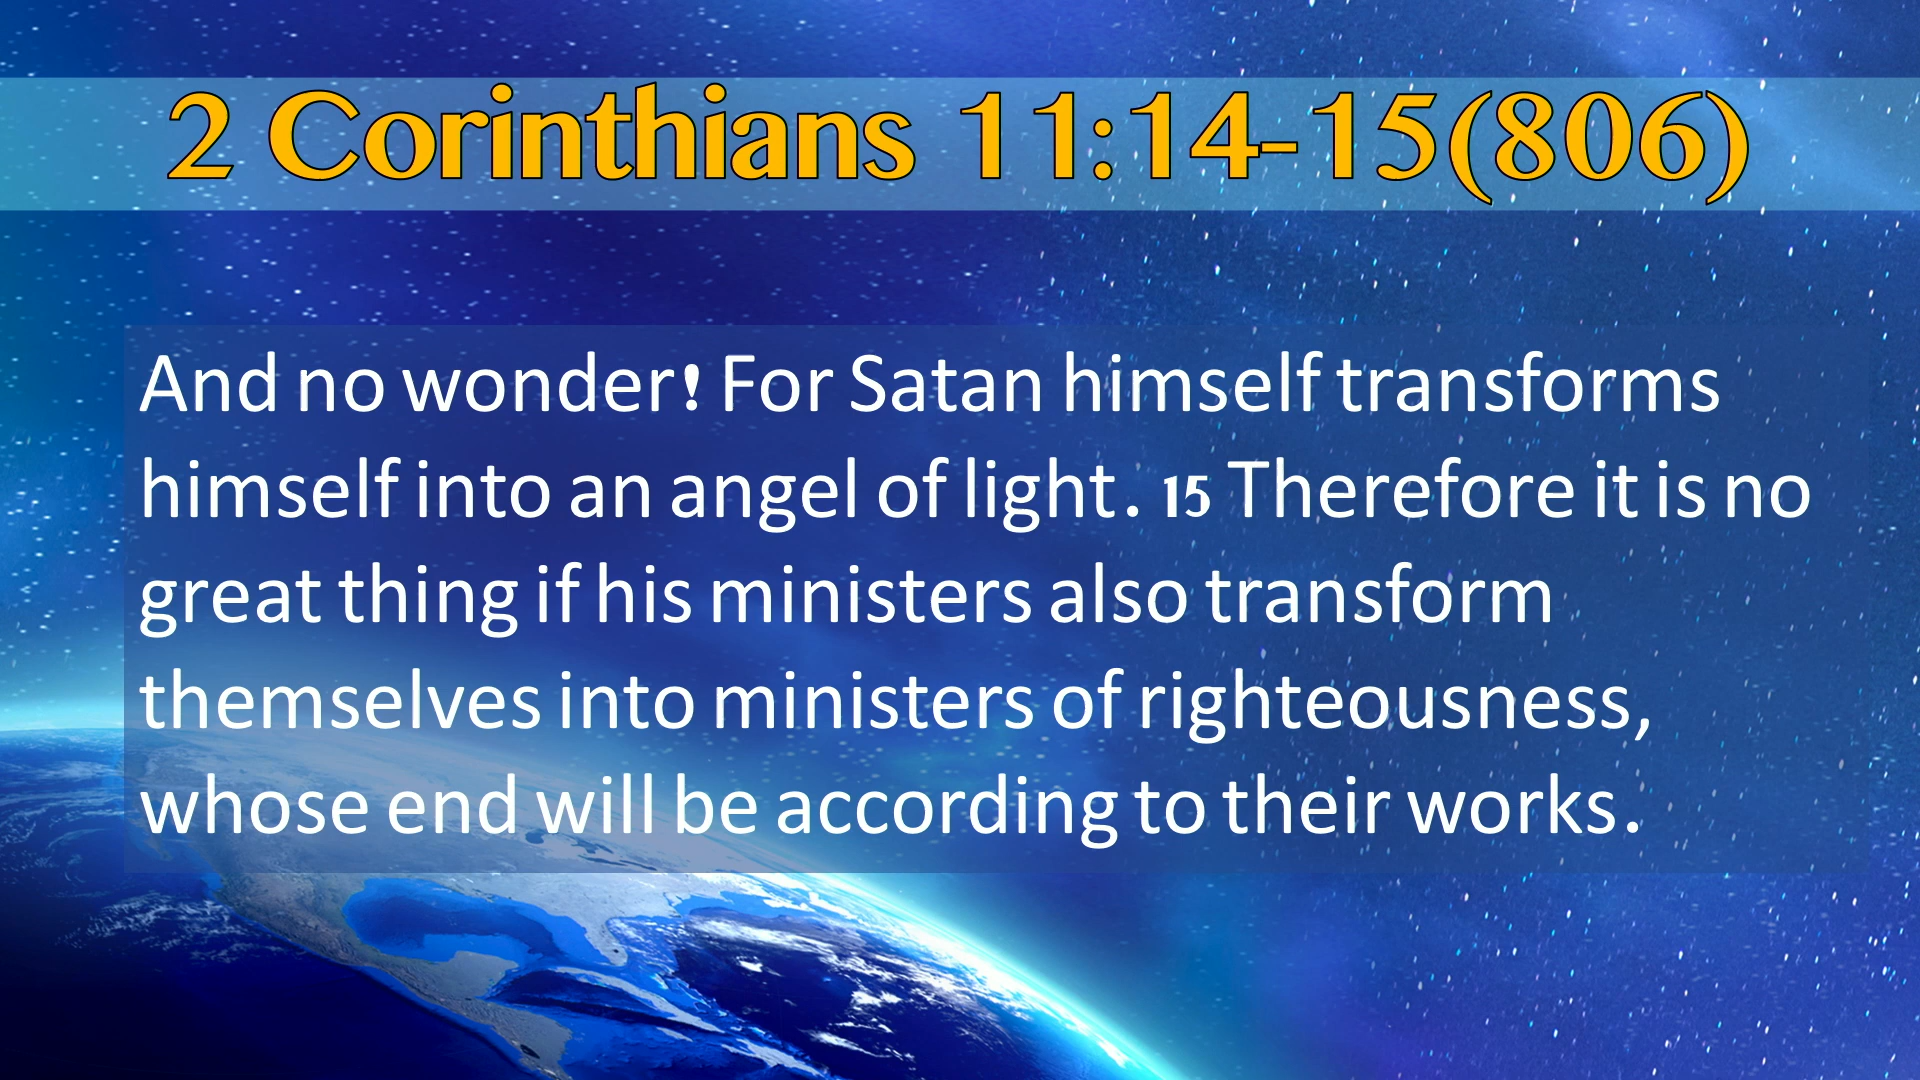 2 Corinthians 11:14-15(806)
And no wonder! For Satan himself transforms
himself into an angel of light. 15 Therefore it is no
great thing if his ministers also transform
themselves into ministers of righteousness,
whose end will be according to their works.